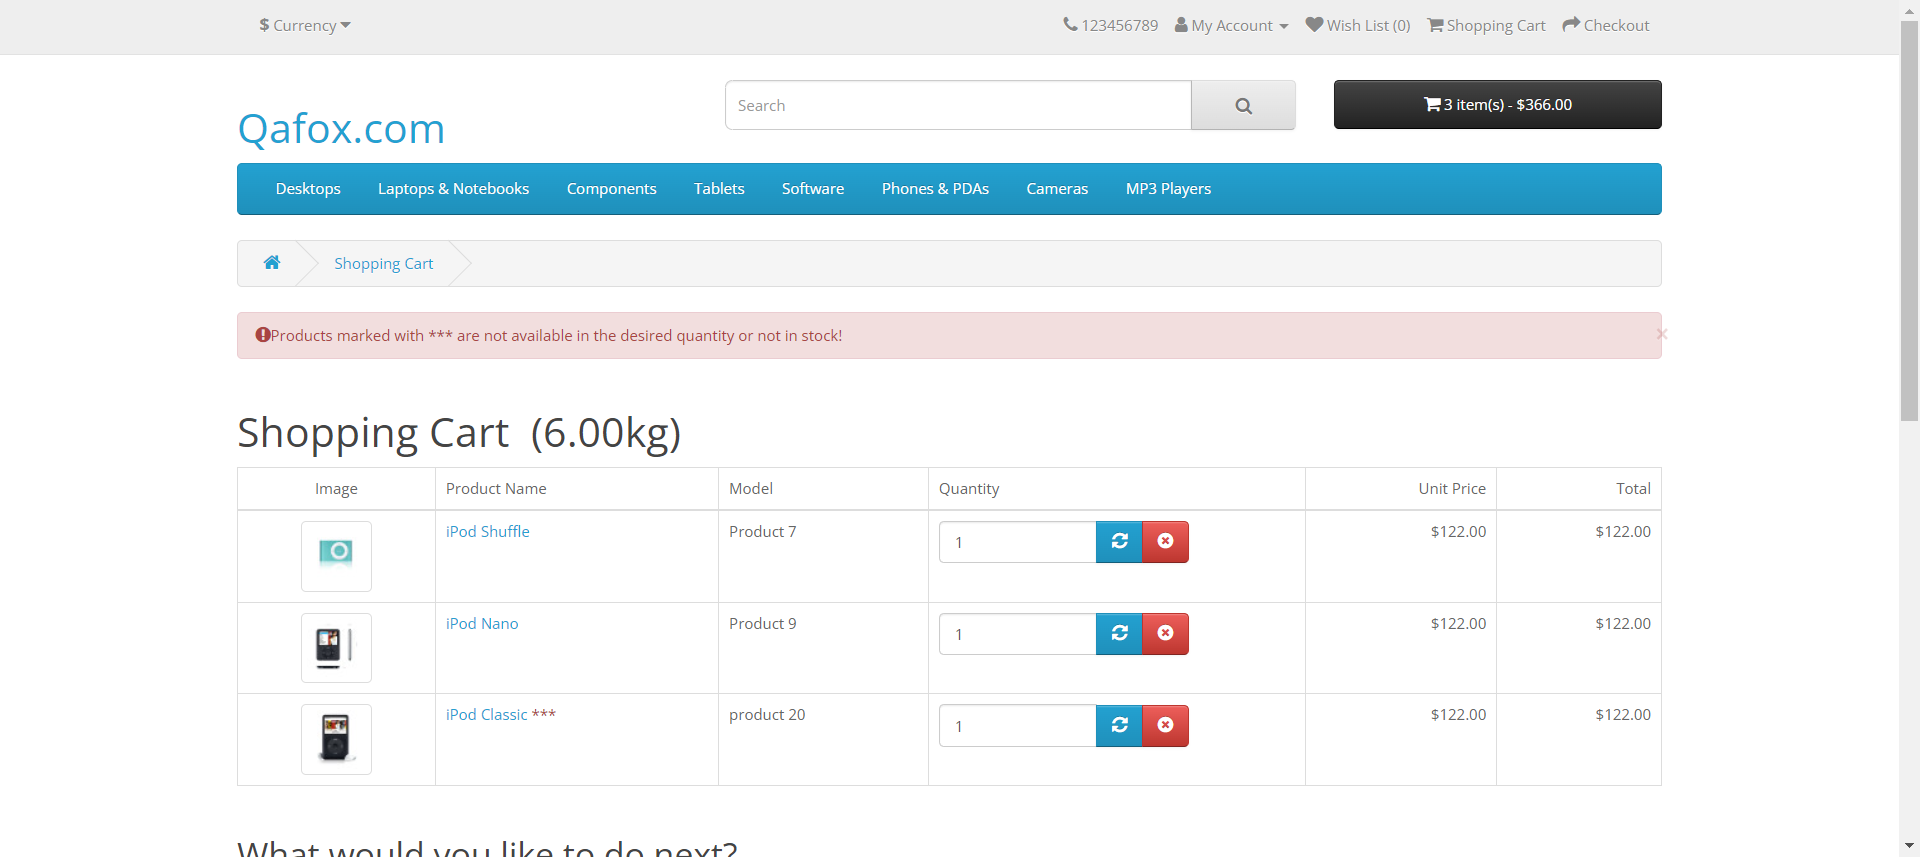 $ Currency
123456789 My Account Wish List (0) Shopping Cart Checkout
Qafox.com
Search
3 item(s) - $366.00
Desktops Laptops & Notebooks Components Tablets Software Phones & PDAs Cameras MP3 Players
Shopping Cart
Products marked with *** are not available in the desired quantity or not in stock!
×
Shopping Cart (6.00kg)
Image Product Name Model Quantity Unit Price Total
iPod Shuffle Product 7 1 $122.00 $122.00
iPod Nano Product 9 1 $122.00 $122.00
iPod Classic *** product 20 1 $122.00 $122.00
What would you like to do next?